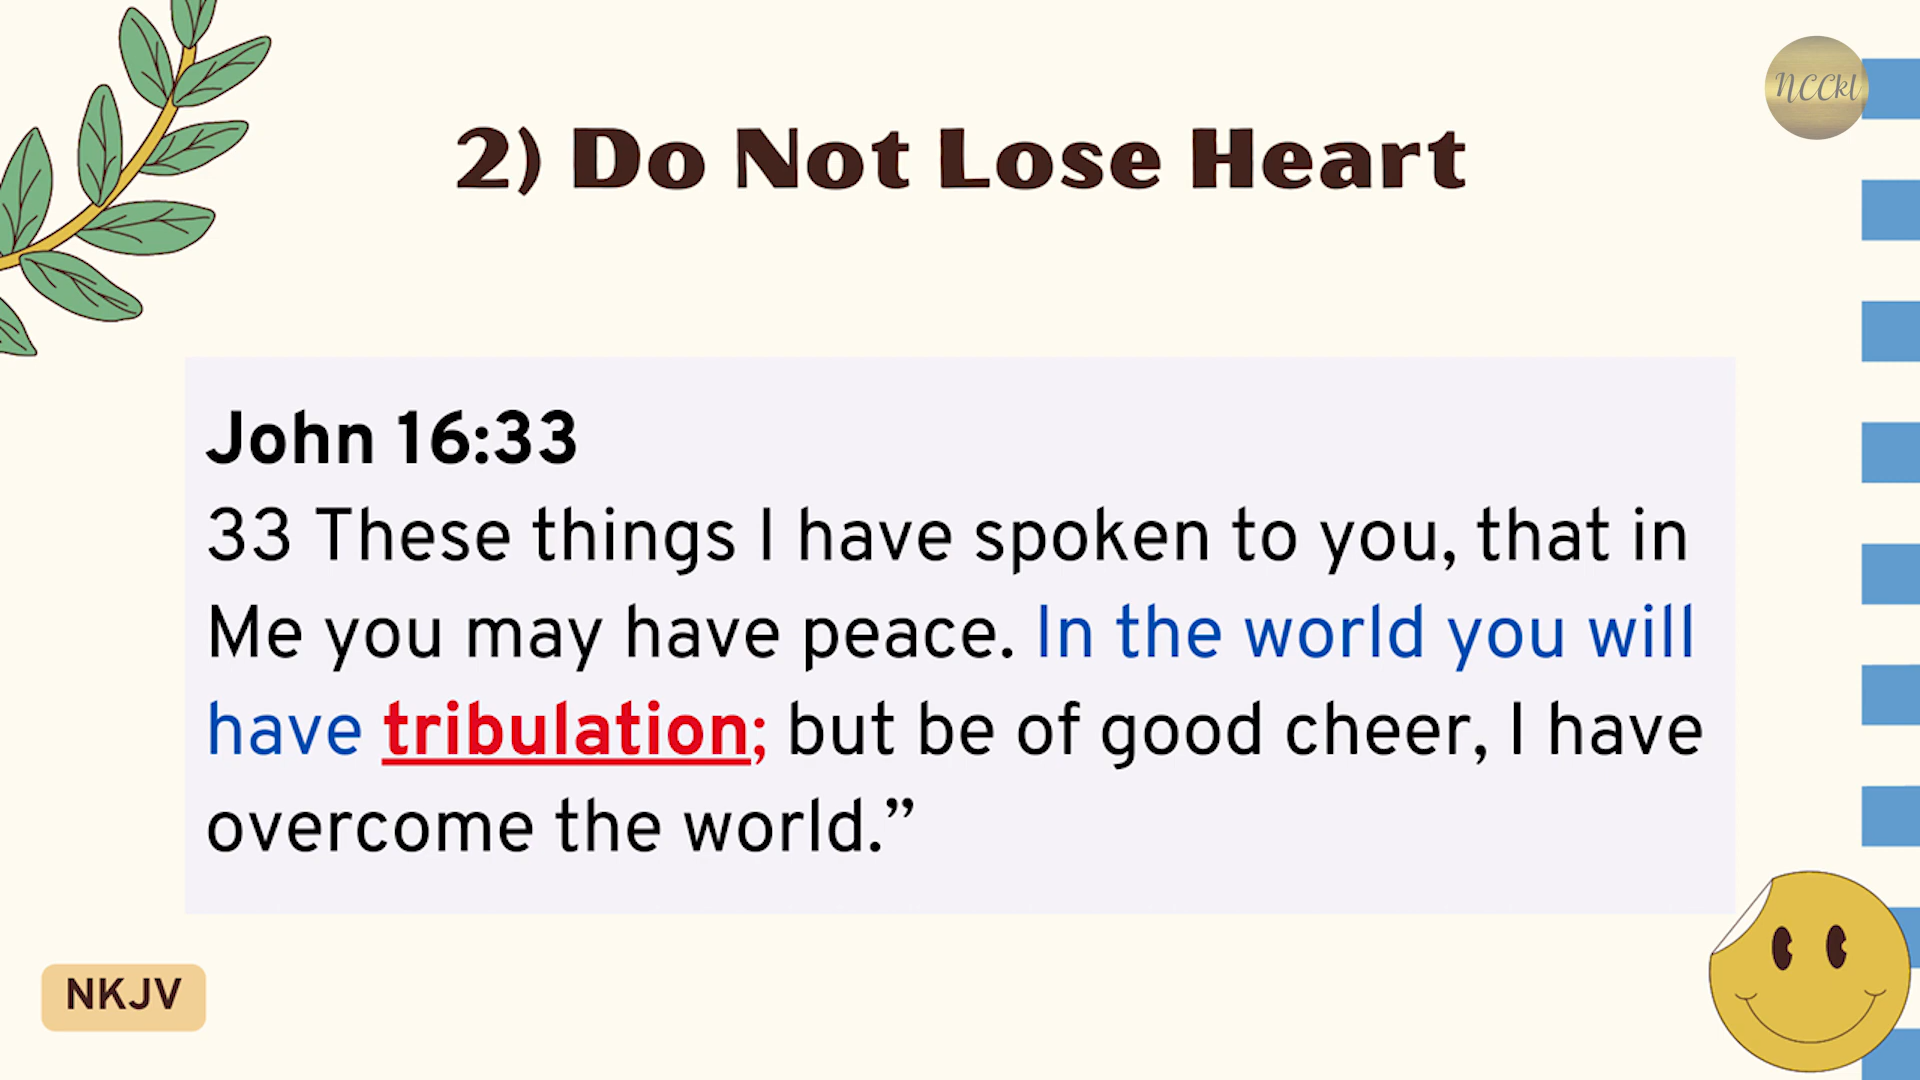 NCCkl
2) Do Not Lose Heart
John 16:33
33 These things I have spoken to you, that in
Me you may have peace. In the world you will
have tribulation; but be of good cheer, I have
overcome the world.”
NKJV